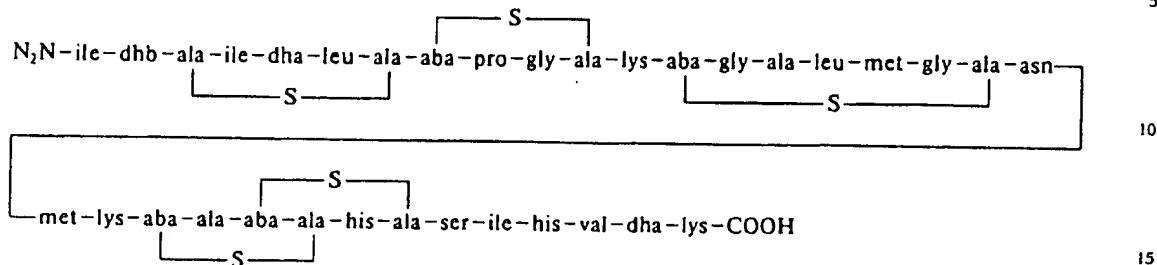 5
S
N₂N-ile-dhb-ala-ile-dha-leu-ala-aba-pro-gly-ala-lys-aba-gly-ala-leu-met-gly-ala-asn
S S
10
S
met-lys-aba-ala-aba-ala-his-ala-ser-ile-his-val-dha-lys-COOH
S
15